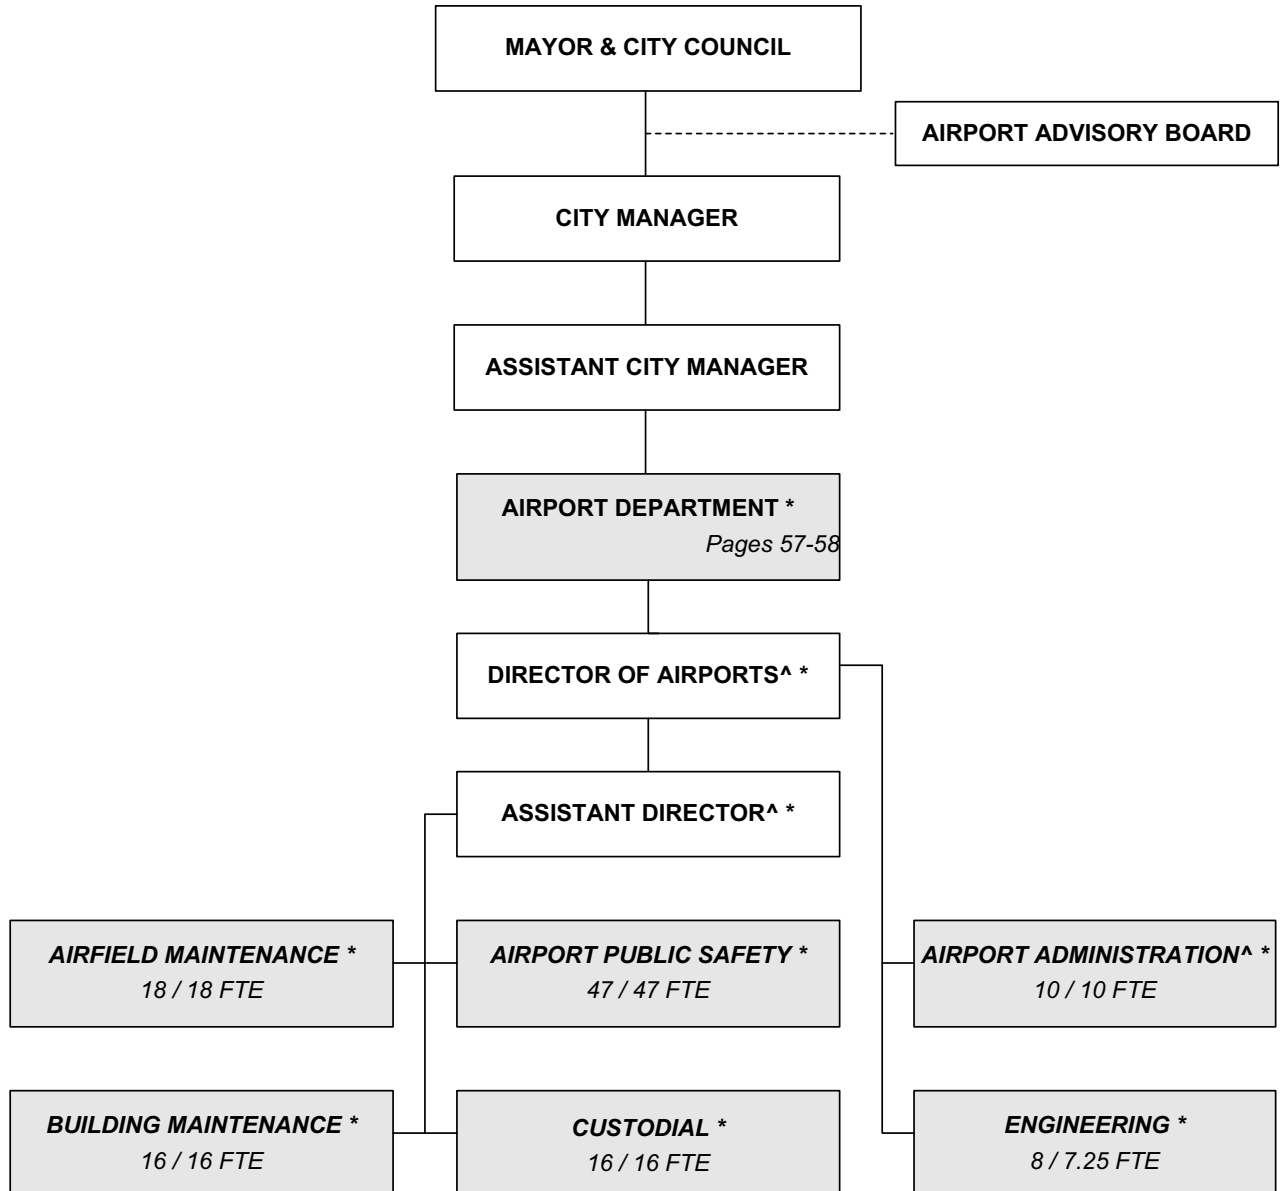 MAYOR & CITY COUNCIL
AIRPORT ADVISORY BOARD
CITY MANAGER
ASSISTANT CITY MANAGER
AIRPORT DEPARTMENT *
Pages 57-58
DIRECTOR OF AIRPORTS^ *
ASSISTANT DIRECTOR^ *
AIRFIELD MAINTENANCE *
18 / 18 FTE
AIRPORT PUBLIC SAFETY *
47 / 47 FTE
AIRPORT ADMINISTRATION^ *
10 / 10 FTE
BUILDING MAINTENANCE *
16 / 16 FTE
CUSTODIAL *
16 / 16 FTE
ENGINEERING *
8 / 7.25 FTE